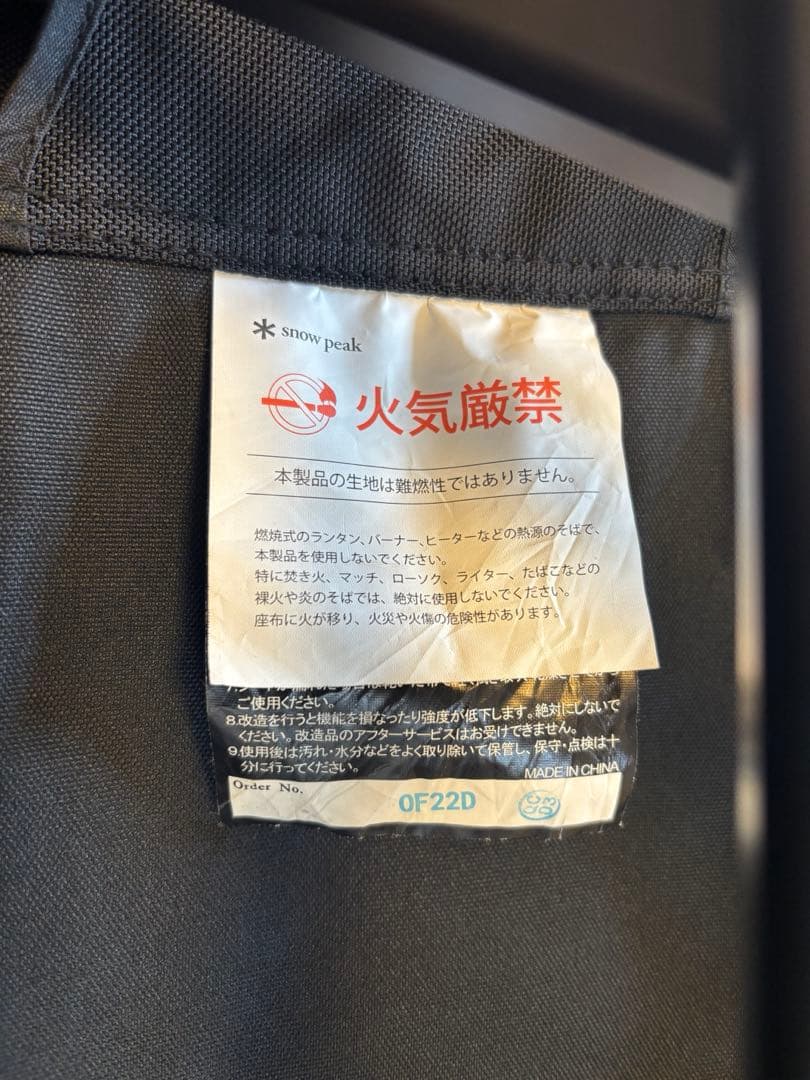 snow peak
火気厳禁
本製品の生地は難燃性ではありません。
燃焼式のランタン、バーナー、ヒーターなどの熱源のそばで、
本製品を使用しないでください。
特に焚き火、マッチ、ローソク、ライター、たばこなどの
裸火や炎のそばでは、絶対に使用しないでください。
座布に火が移り、火災や火傷の危険性があります。
ご使用ください。
8.改造を行うと機能を損なったり強度が低下します。絶対にしないで
ください。改造品のアフターサービスはお受けできません。
9.使用後は汚れ・水分などをよく取り除いて保管し、保守・点検は十
分に行ってください。
MADE IN CHINA
Order No.
0F22D